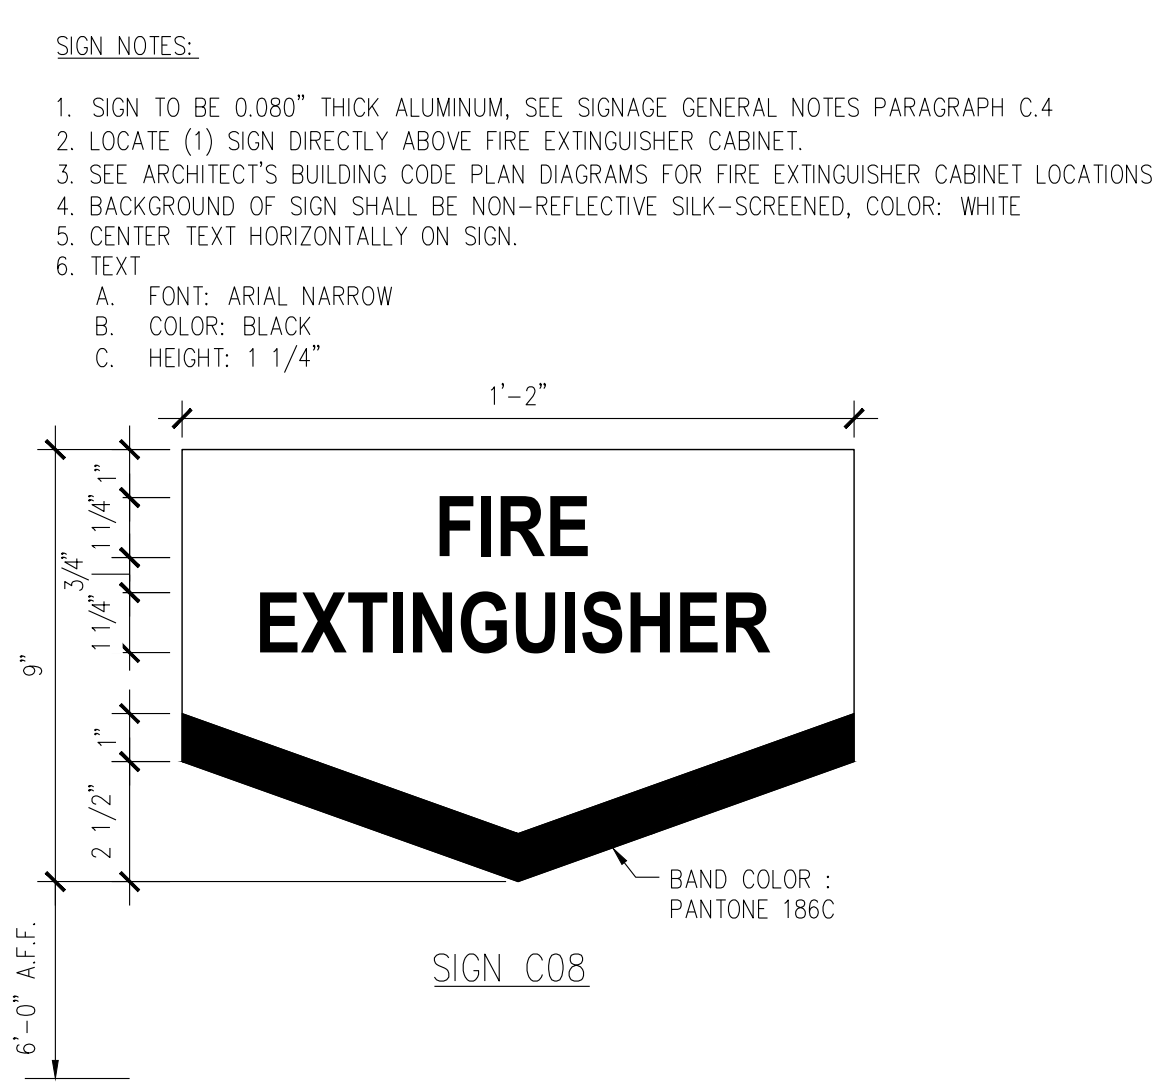 SIGN NOTES:
1. SIGN TO BE 0.080" THICK ALUMINUM, SEE SIGNAGE GENERAL NOTES PARAGRAPH C.4
2. LOCATE (1) SIGN DIRECTLY ABOVE FIRE EXTINGUISHER CABINET.
3. SEE ARCHITECT'S BUILDING CODE PLAN DIAGRAMS FOR FIRE EXTINGUISHER CABINET LOCATIONS
4. BACKGROUND OF SIGN SHALL BE NON-REFLECTIVE SILK-SCREENED, COLOR: WHITE
5. CENTER TEXT HORIZONTALLY ON SIGN.
6. TEXT
A. FONT: ARIAL NARROW
B. COLOR: BLACK
C. HEIGHT: 1 1/4"
1'-2"
1"
1 1/4"
3/4"
1 1/4"
9"
1"
2 1/2"
6'-0" A.F.F.
FIRE
EXTINGUISHER
BAND COLOR :
PANTONE 186C
SIGN C08